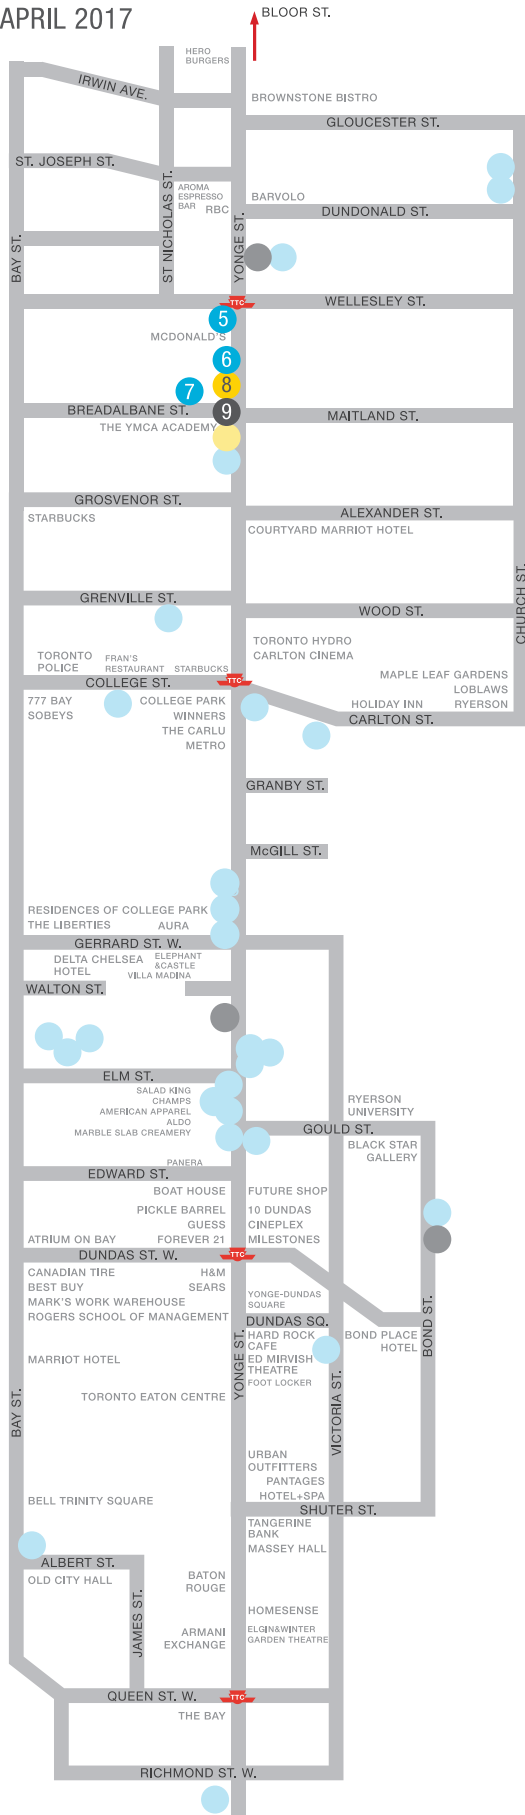 APRIL 2017
BLOOR ST.
HERO
BURGERS
IRWIN AVE.
BROWNSTONE BISTRO
GLOUCESTER ST.
ST. JOSEPH ST.
ST NICHOLAS ST.
AROMA
ESPRESSO
BAR
RBC
BARVOLO
DUNDONALD ST.
BAY ST.
YONGE ST.
TTC
WELLESLEY ST.
5
MCDONALD'S
6
7
8
BREADALBANE ST.
9
MAITLAND ST.
THE YMCA ACADEMY
GROSVENOR ST.
STARBUCKS
ALEXANDER ST.
COURTYARD MARRIOT HOTEL
CHURCH ST.
GRENVILLE ST.
WOOD ST.
TORONTO
POLICE
FRAN'S
RESTAURANT
STARBUCKS
TORONTO HYDRO
CARLTON CINEMA
COLLEGE ST.
TTC
MAPLE LEAF GARDENS
LOBLAWS
HOLIDAY INN
RYERSON
777 BAY
SOBEYS
COLLEGE PARK
WINNERS
THE CARLU
METRO
CARLTON ST.
GRANBY ST.
McGILL ST.
RESIDENCES OF COLLEGE PARK
THE LIBERTIES
AURA
GERRARD ST. W.
DELTA CHELSEA
HOTEL
ELEPHANT
&CASTLE
VILLA MADINA
WALTON ST.
ELM ST.
SALAD KING
CHAMPS
AMERICAN APPAREL
ALDO
MARBLE SLAB CREAMERY
RYERSON
UNIVERSITY
GOULD ST.
BLACK STAR
GALLERY
PANERA
EDWARD ST.
BOAT HOUSE
PICKLE BARREL
GUESS
FOREVER 21
FUTURE SHOP
10 DUNDAS
CINEPLEX
MILESTONES
ATRIUM ON BAY
DUNDAS ST. W.
TTC
CANADIAN TIRE
BEST BUY
MARK'S WORK WAREHOUSE
ROGERS SCHOOL OF MANAGEMENT
H&M
SEARS
YONGE-DUNDAS
SQUARE
DUNDAS SQ.
HARD ROCK
CAFE
ED MIRVISH
THEATRE
FOOT LOCKER
BOND PLACE
HOTEL
BOND ST.
MARRIOT HOTEL
YONGE ST.
VICTORIA ST.
BAY ST.
TORONTO EATON CENTRE
URBAN
OUTFITTERS
PANTAGES
HOTEL+SPA
BELL TRINITY SQUARE
SHUTER ST.
TANGERINE
BANK
MASSEY HALL
ALBERT ST.
OLD CITY HALL
BATON
ROUGE
JAMES ST.
HOMESENSE
ARMANI
EXCHANGE
ELGIN&WINTER
GARDEN THEATRE
QUEEN ST. W.
TTC
THE BAY
RICHMOND ST. W.